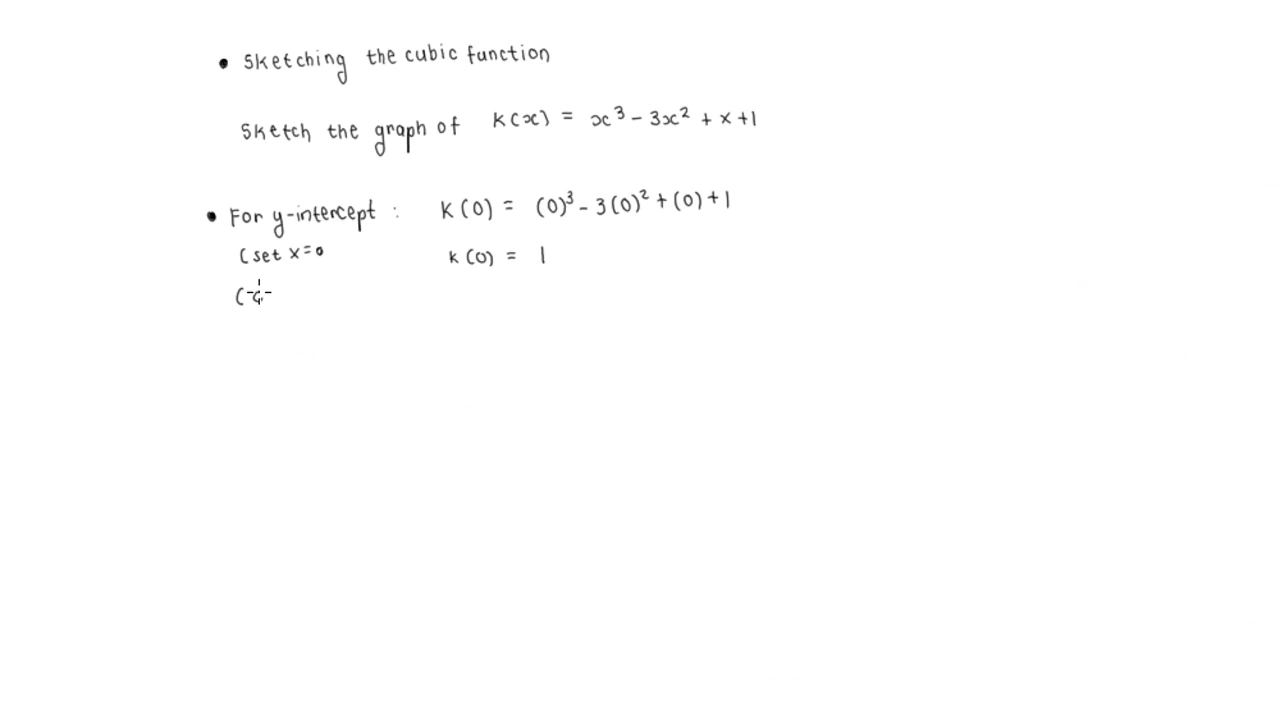 • Sketching the cubic function
Sketch the graph of K(x) = x³ - 3x² + x +1
• For y-intercept : K(0) = (0)³ - 3(0)² + (0) + 1
(set x=0 k(0) = 1
(